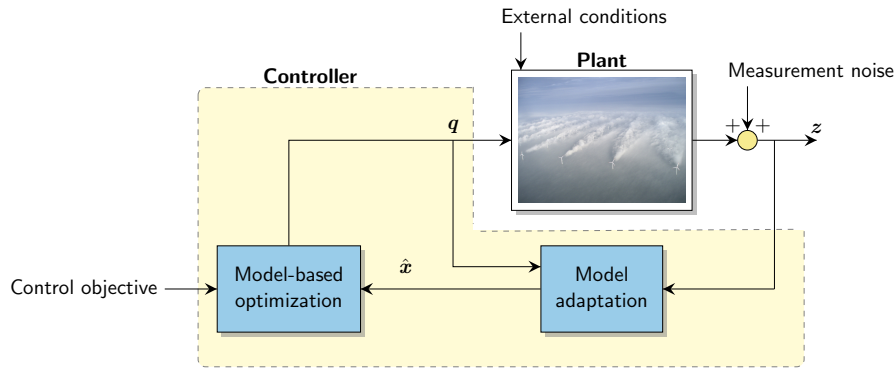 External conditions
Plant
Controller
Measurement noise
q
+ +
z
Model-based
optimization
x̂
Model
adaptation
Control objective